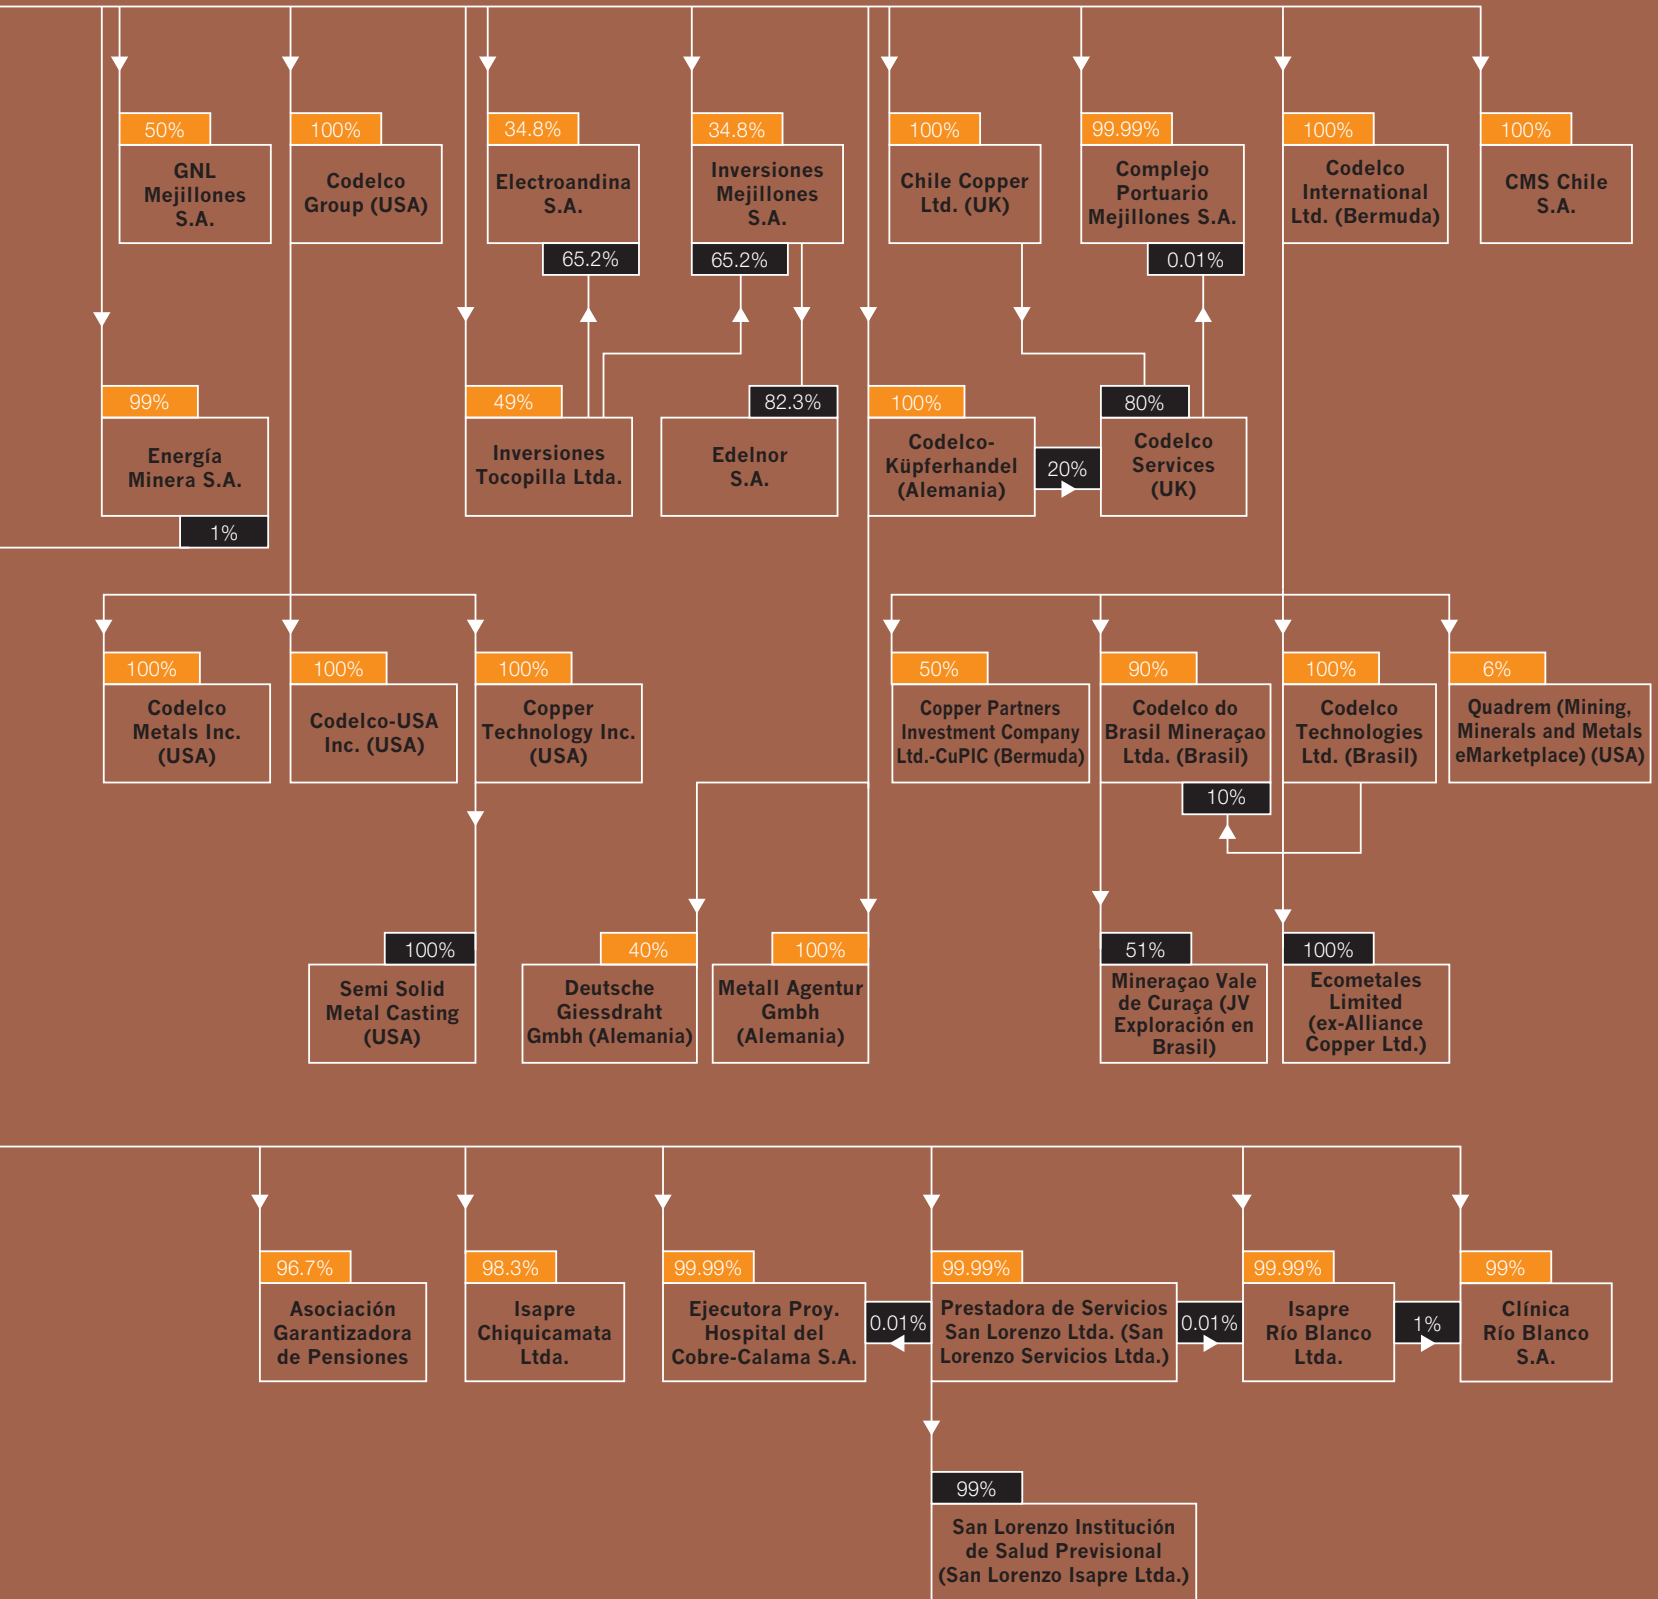 50%
GNL
Mejillones
S.A.
100%
Codelco
Group (USA)
34.8%
Electroandina
S.A.
65.2%
34.8%
Inversiones
Mejillones
S.A.
65.2%
100%
Chile Copper
Ltd. (UK)
99.99%
Complejo
Portuario
Mejillones S.A.
0.01%
100%
Codelco
International
Ltd. (Bermuda)
100%
CMS Chile
S.A.
99%
Energía
Minera S.A.
1%
49%
Inversiones
Tocopilla Ltda.
82.3%
Edelnor
S.A.
100%
Codelco-
Küpferhandel
(Alemania)
20%
80%
Codelco
Services
(UK)
100%
Codelco
Metals Inc.
(USA)
100%
Codelco-USA
Inc. (USA)
100%
Copper
Technology Inc.
(USA)
50%
Copper Partners
Investment Company
Ltd.-CuPIC (Bermuda)
90%
Codelco do
Brasil Mineraçao
Ltda. (Brasil)
10%
100%
Codelco
Technologies
Ltd. (Brasil)
6%
Quadrem (Mining,
Minerals and Metals
eMarketplace) (USA)
100%
Semi Solid
Metal Casting
(USA)
40%
Deutsche
Giessdraht
Gmbh (Alemania)
100%
Metall Agentur
Gmbh
(Alemania)
51%
Mineraçao Vale
de Curaça (JV
Exploración en
Brasil)
100%
Ecometales
Limited
(ex-Alliance
Copper Ltd.)
96.7%
Asociación
Garantizadora
de Pensiones
98.3%
Isapre
Chiquicamata
Ltda.
99.99%
Ejecutora Proy.
Hospital del
Cobre-Calama S.A.
0.01%
99.99%
Prestadora de Servicios
San Lorenzo Ltda. (San
Lorenzo Servicios Ltda.)
0.01%
99.99%
Isapre
Río Blanco
Ltda.
1%
99%
Clínica
Río Blanco
S.A.
99%
San Lorenzo Institución
de Salud Previsional
(San Lorenzo Isapre Ltda.)